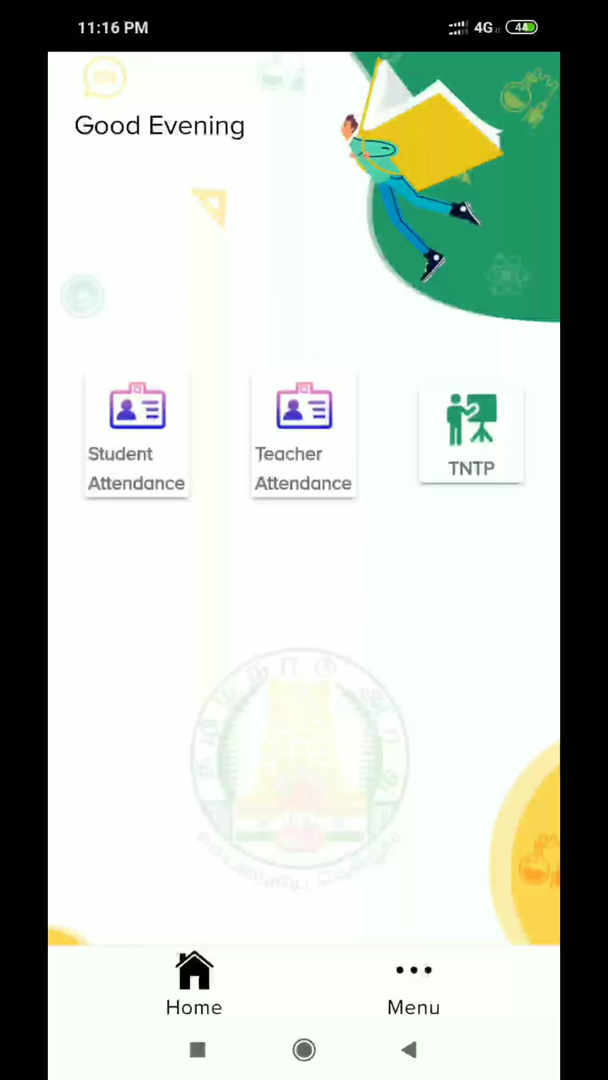 11:16 PM
4G
44
Good Evening
Student
Attendance
Teacher
Attendance
TNTP
Home
Menu